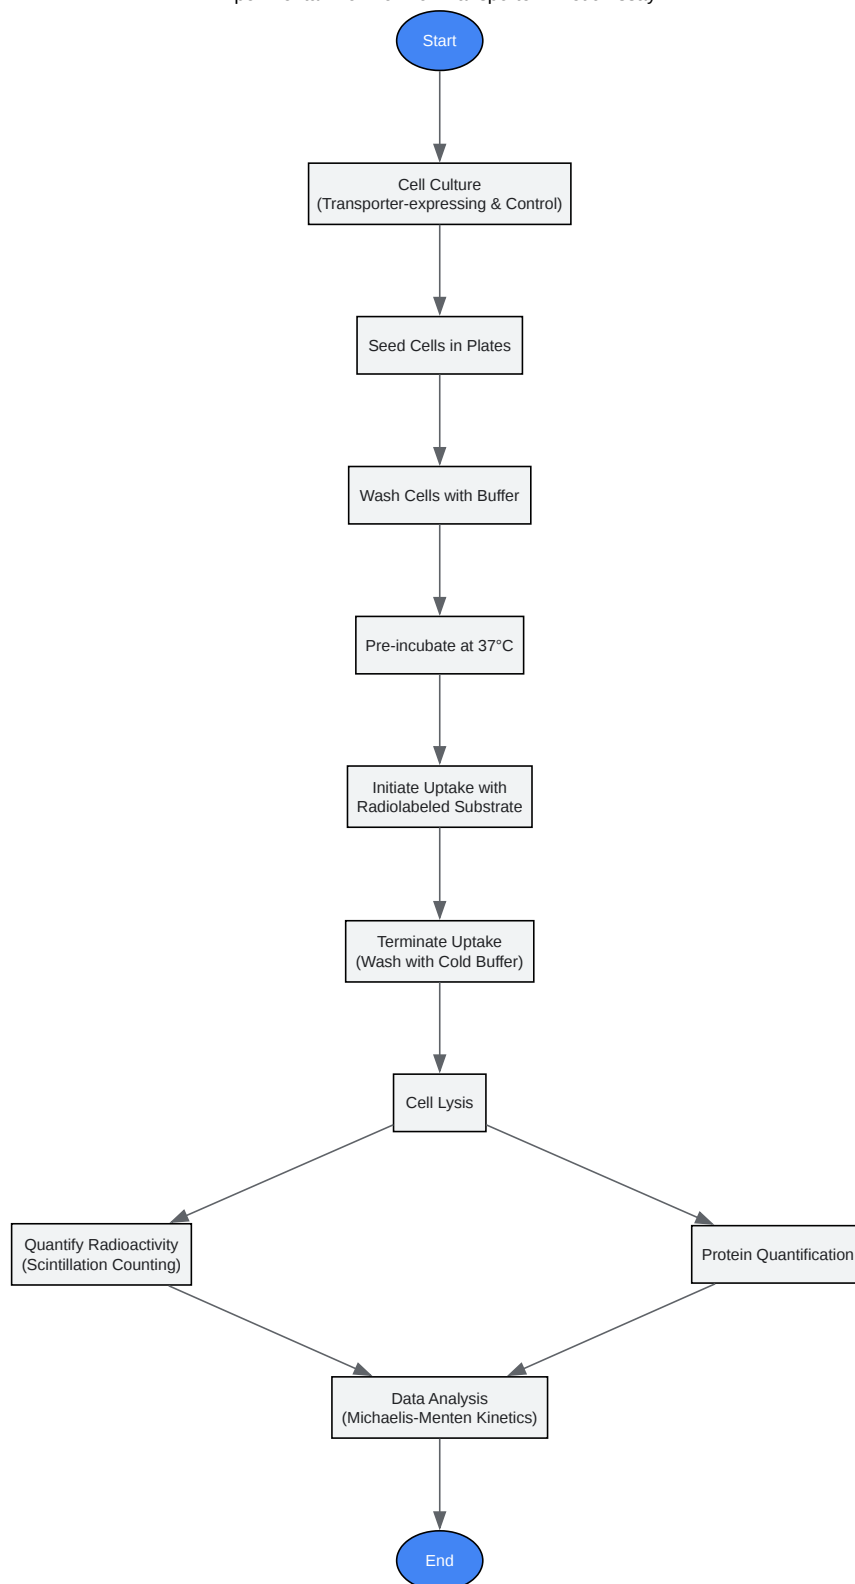 Start
Cell Culture
(Transporter-expressing & Control)
Seed Cells in Plates
Wash Cells with Buffer
Pre-incubate at 37°C
Initiate Uptake with
Radiolabeled Substrate
Terminate Uptake
(Wash with Cold Buffer)
Cell Lysis
Quantify Radioactivity
(Scintillation Counting)
Protein Quantification
Data Analysis
(Michaelis-Menten Kinetics)
End